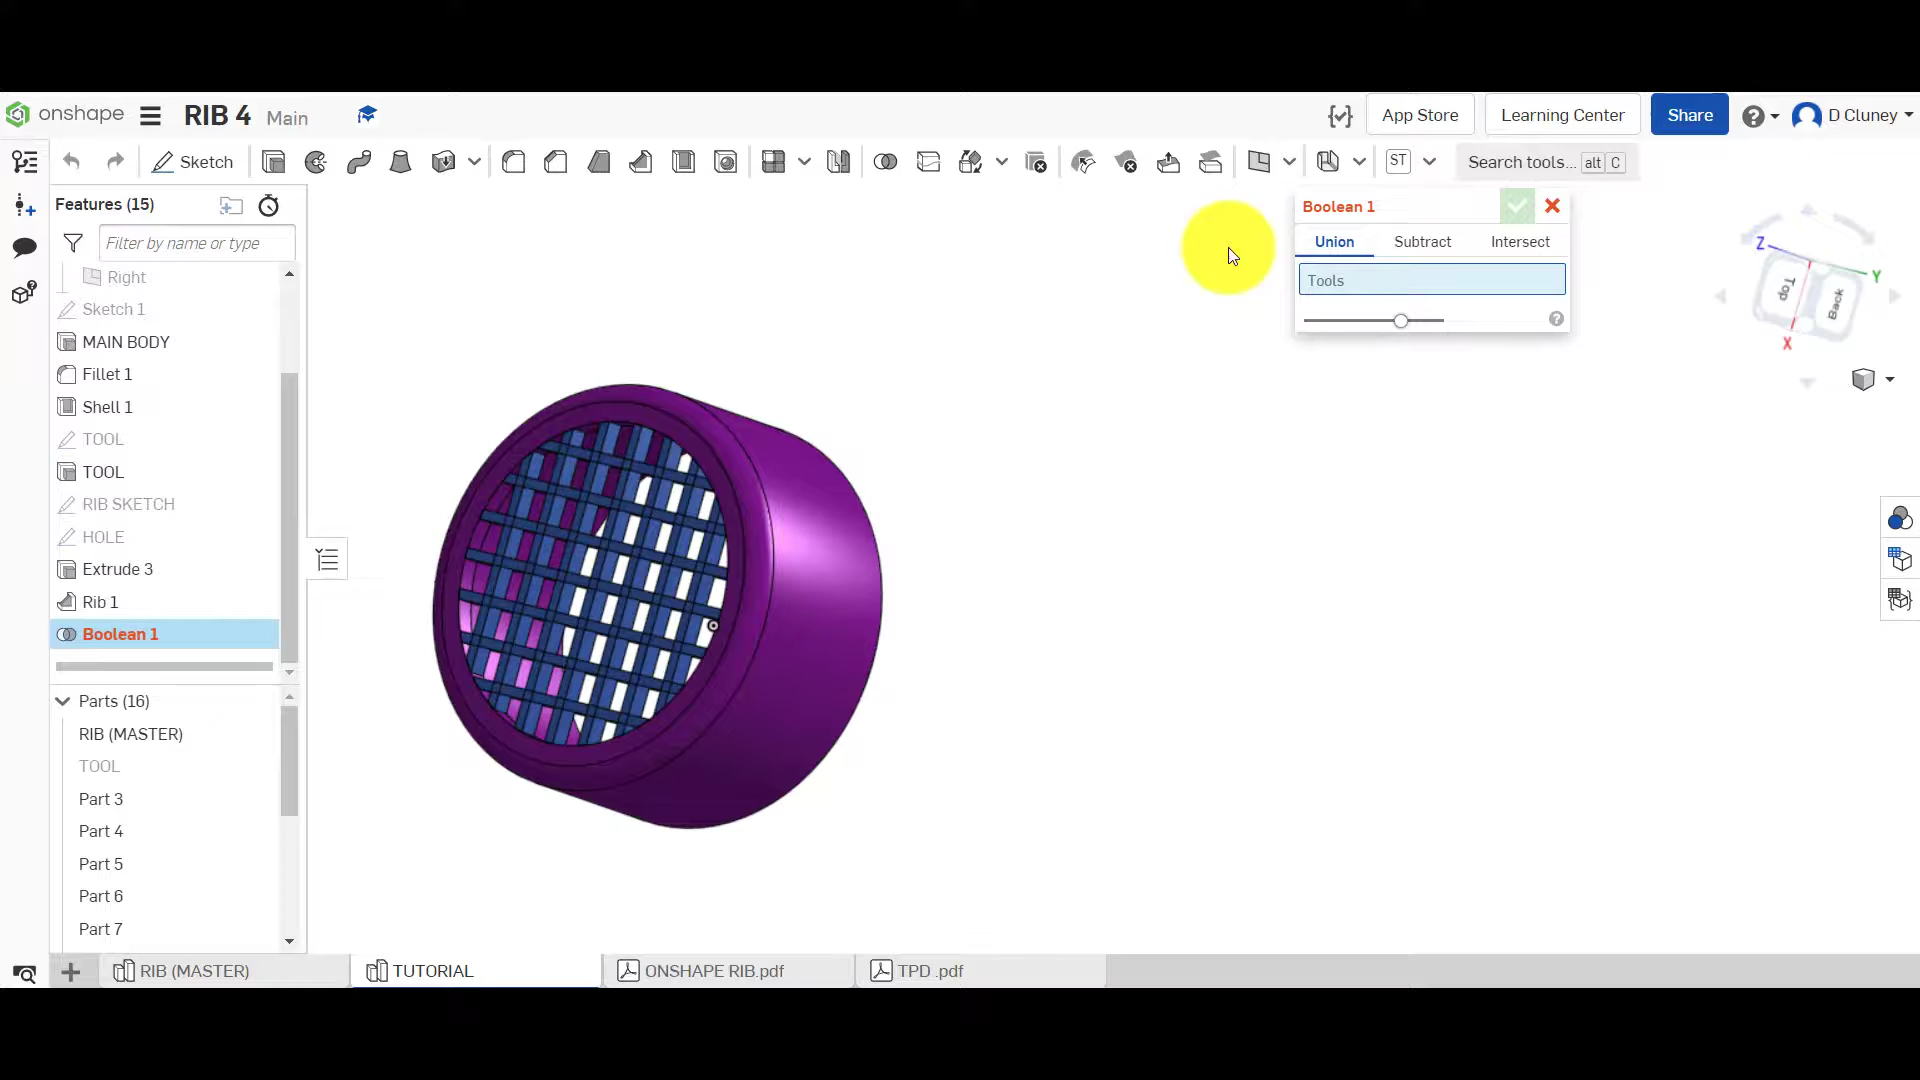 onshape RIB 4 Main App Store Learning Center Share D Cluney
Sketch ST Search tools... alt C
Features (15)
Filter by name or type
Right
Sketch 1
MAIN BODY
Fillet 1
Shell 1
TOOL
TOOL
RIB SKETCH
HOLE
Extrude 3
Rib 1
Boolean 1
Parts (16)
RIB (MASTER)
TOOL
Part 3
Part 4
Part 5
Part 6
Part 7
Boolean 1
Union Subtract Intersect
Tools
Z
Y
X
Top
Back
RIB (MASTER) TUTORIAL ONSHAPE RIB.pdf TPD .pdf